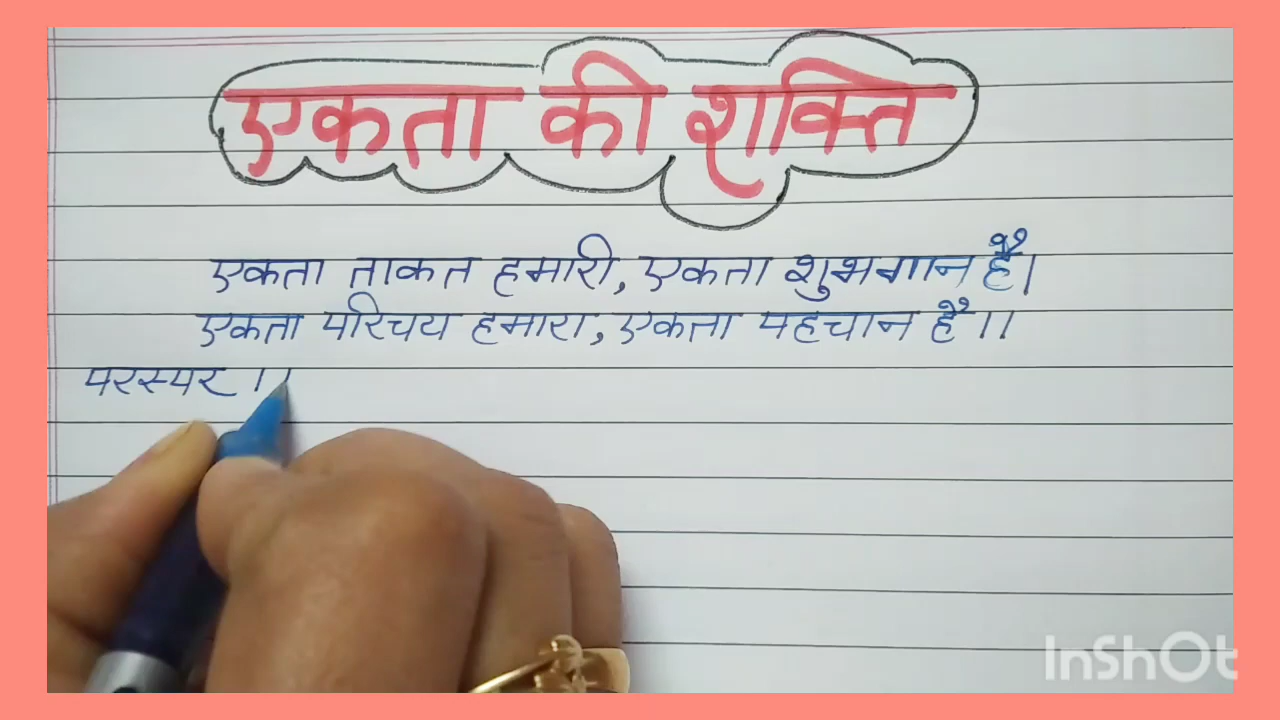 एकता की शक्ति
एकता ताकत हमारी, एकता शुभगान है।
एकता परिचय हमारा, एकता पहचान है ।।
परस्पर
InShOt